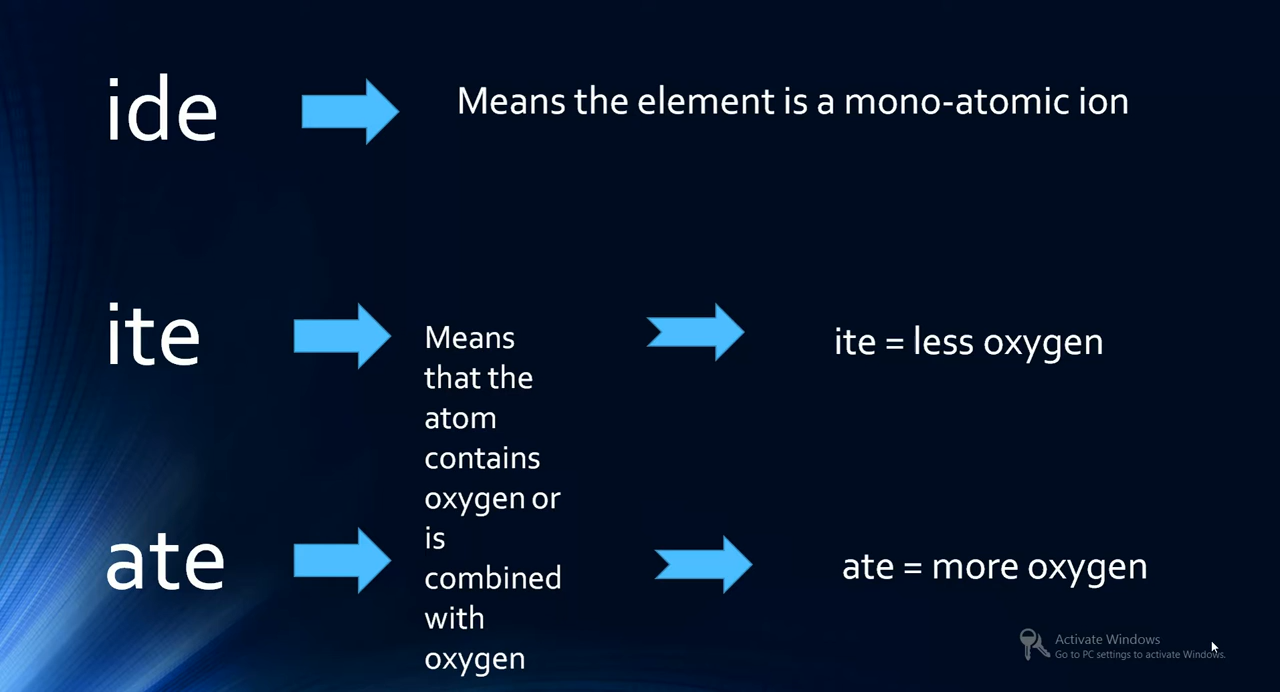 ide
Means the element is a mono-atomic ion
ite
Means
that the
atom
contains
oxygen or
is
combined
with
oxygen
ite = less oxygen
ate
ate = more oxygen
Activate Windows
Go to PC settings to activate Windows.